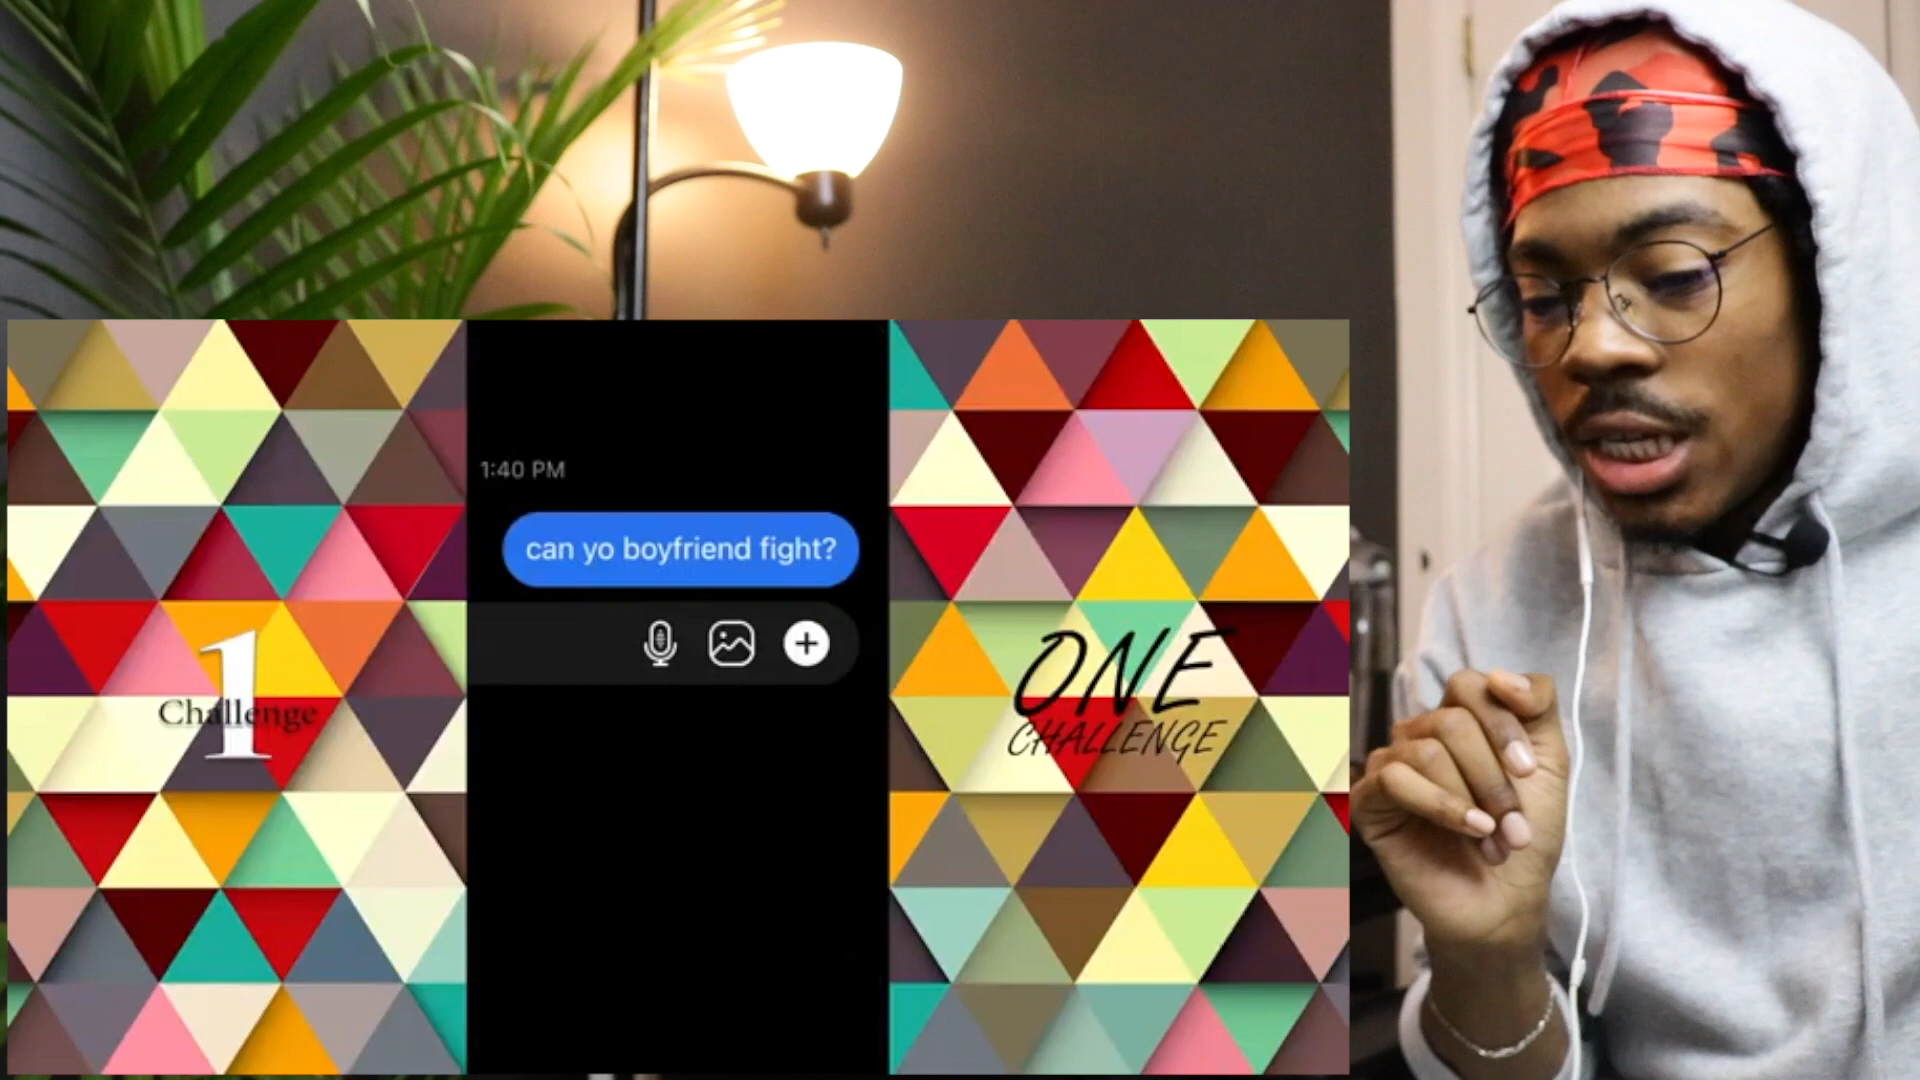 1:40 PM
can yo boyfriend fight?
1
Challenge
ONE
CHALLENGE